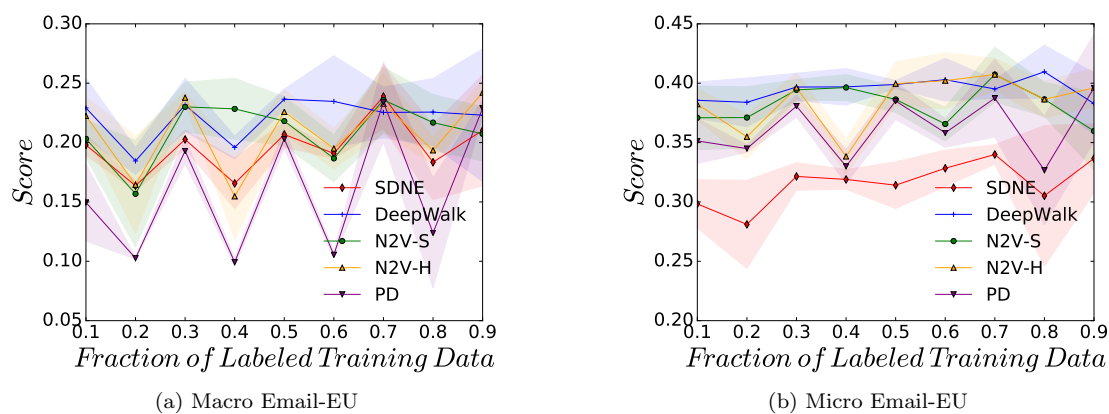 0.30
0.25
0.20
0.15
0.10
0.05
Score
SDNE
DeepWalk
N2V-S
N2V-H
PD
0.1 0.2 0.3 0.4 0.5 0.6 0.7 0.8 0.9
Fraction of Labeled Training Data
(a) Macro Email-EU
0.45
0.40
0.35
0.30
0.25
0.20
Score
SDNE
DeepWalk
N2V-S
N2V-H
PD
0.1 0.2 0.3 0.4 0.5 0.6 0.7 0.8 0.9
Fraction of Labeled Training Data
(b) Micro Email-EU